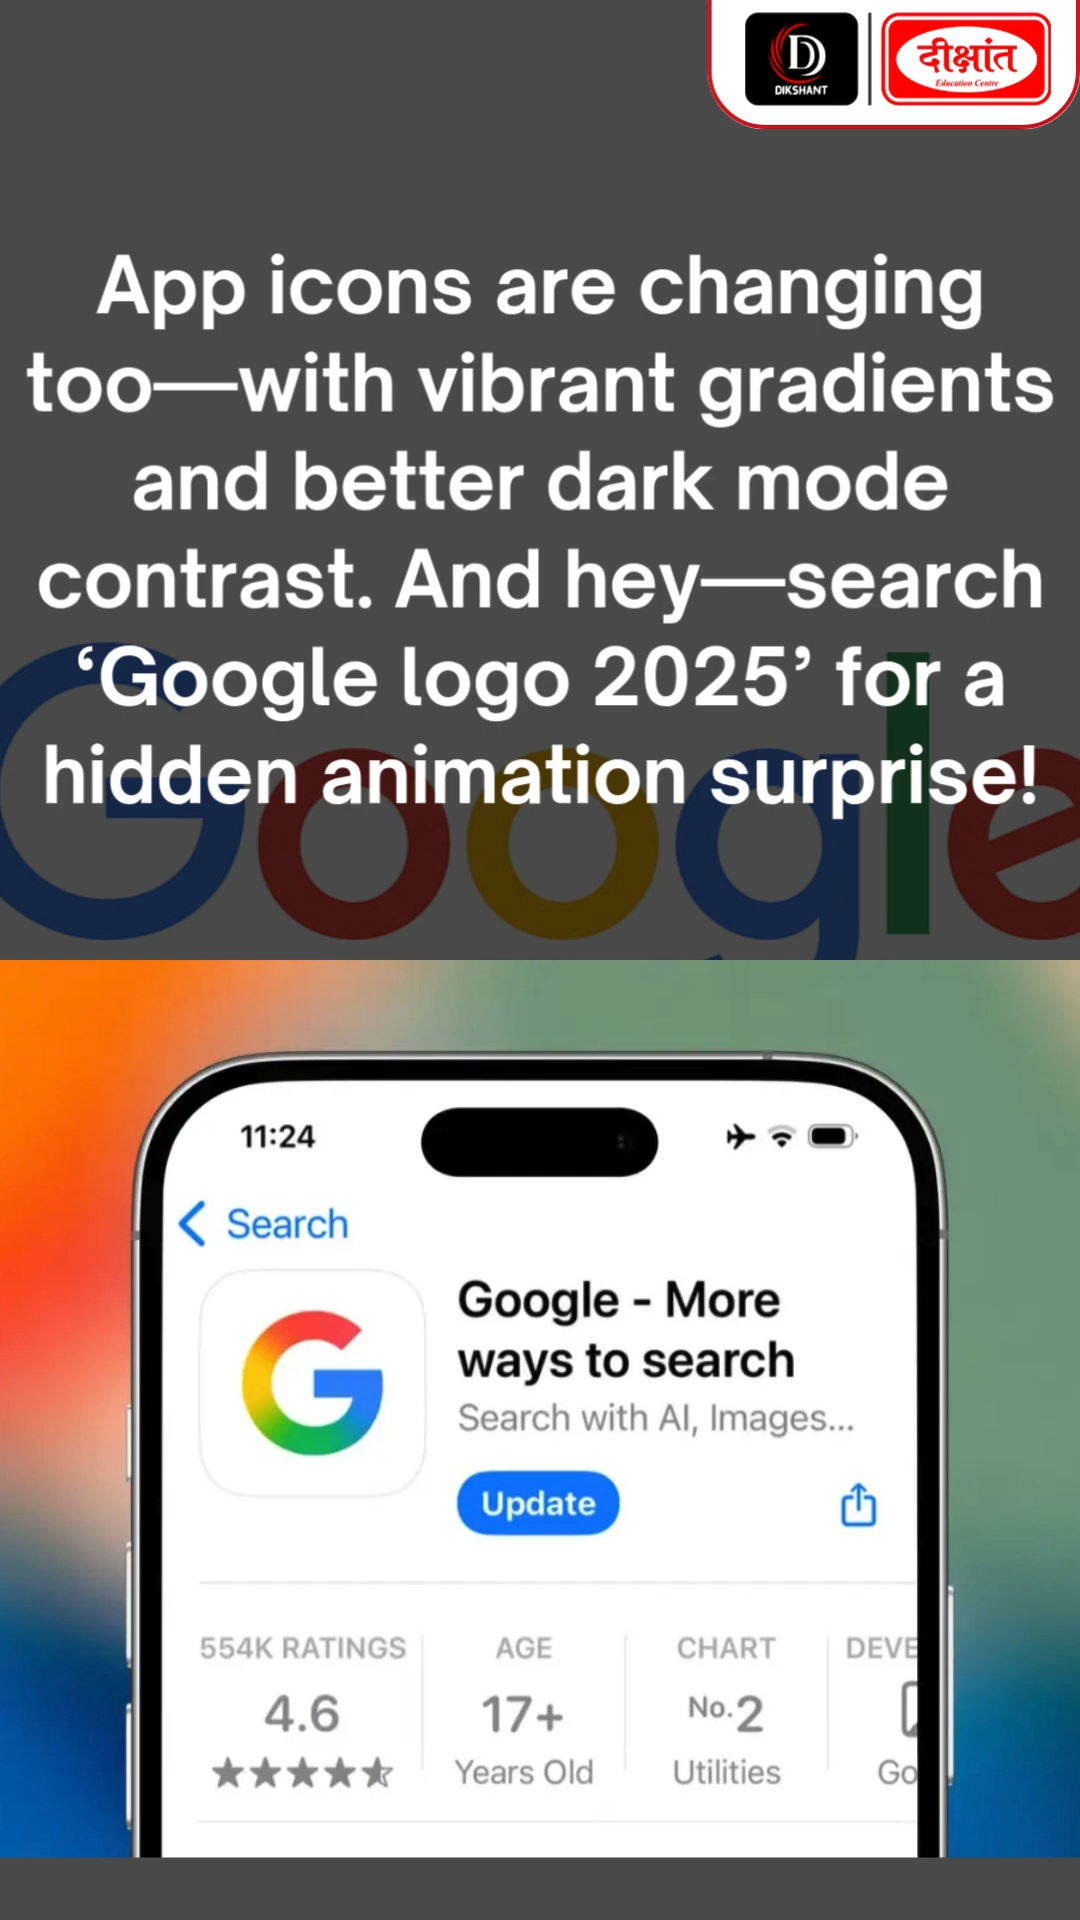 D
DIKSHANT
दीक्षांत
Education Centre
App icons are changing
too—with vibrant gradients
and better dark mode
contrast. And hey—search
‘Google logo 2025’ for a
hidden animation surprise!
Google
11:24
Search
G
Google - More
ways to search
Search with AI, Images...
Update
554K RATINGS
4.6
AGE
17+
Years Old
CHART
No.2
Utilities
DEVE
Go